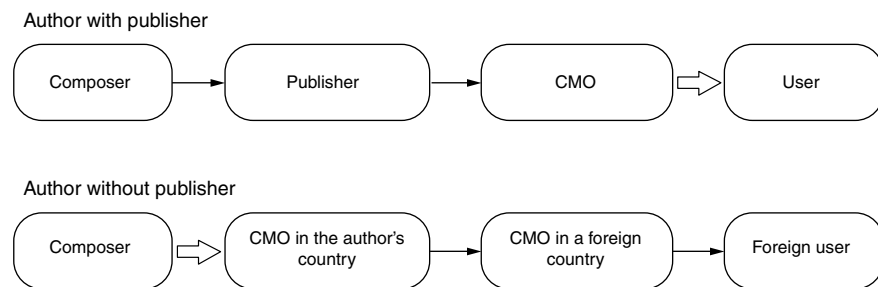 Author with publisher
Composer
Publisher
CMO
User
Author without publisher
Composer
CMO in the author's
country
CMO in a foreign
country
Foreign user